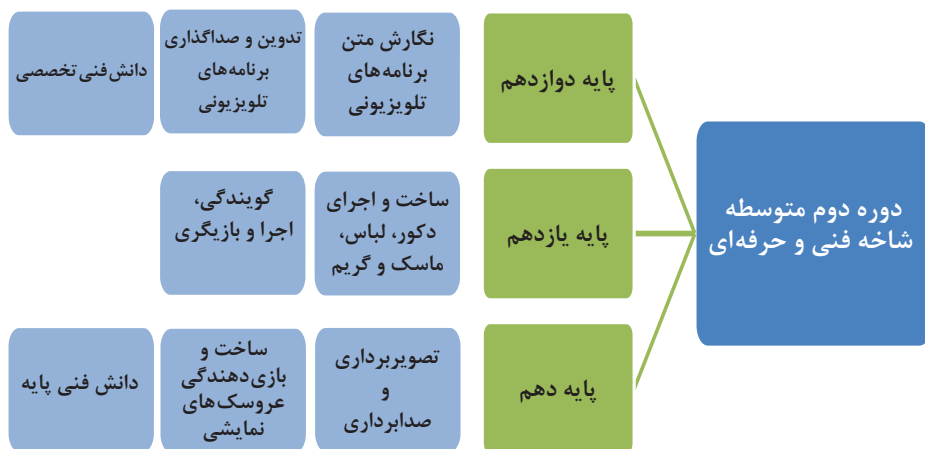 دوره دوم متوسطه
شاخه فنی و حرفه‌ای
پایه دوازدهم
نگارش متن
برنامه‌های
تلویزیونی
تدوین و صداگذاری
برنامه‌های
تلویزیونی
دانش فنی تخصصی
پایه یازدهم
ساخت و اجرای
دکور، لباس،
ماسک و گریم
گویندگی،
اجرا و بازیگری
پایه دهم
تصویربرداری
و
صدابرداری
ساخت و
بازی‌دهندگی
عروسک‌های
نمایشی
دانش فنی پایه